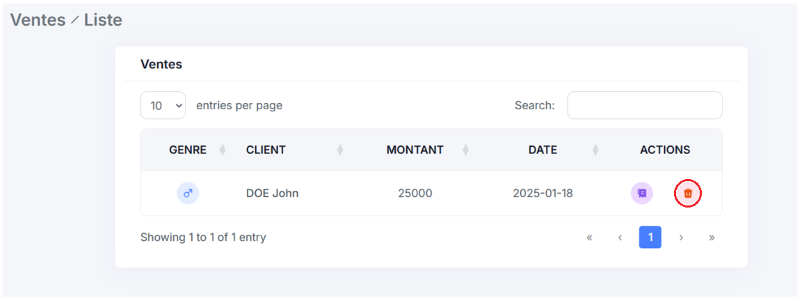 Ventes / Liste
Ventes
10 entries per page Search:
GENRE CLIENT MONTANT DATE ACTIONS
♂ DOE John 25000 2025-01-18
Showing 1 to 1 of 1 entry « ‹ 1 › »